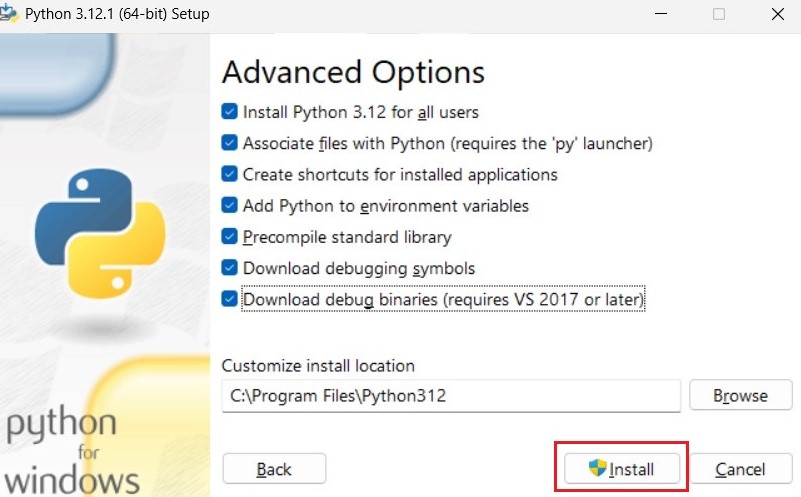 Python 3.12.1 (64-bit) Setup
Advanced Options
Install Python 3.12 for all users
Associate files with Python (requires the 'py' launcher)
Create shortcuts for installed applications
Add Python to environment variables
Precompile standard library
Download debugging symbols
Download debug binaries (requires VS 2017 or later)
Customize install location
C:\Program Files\Python312
Browse
python
for
windows
Back
Install
Cancel